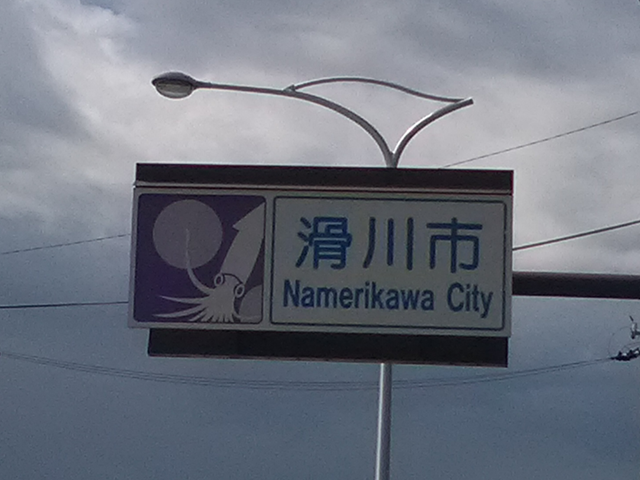 滑川市
Namerikawa City